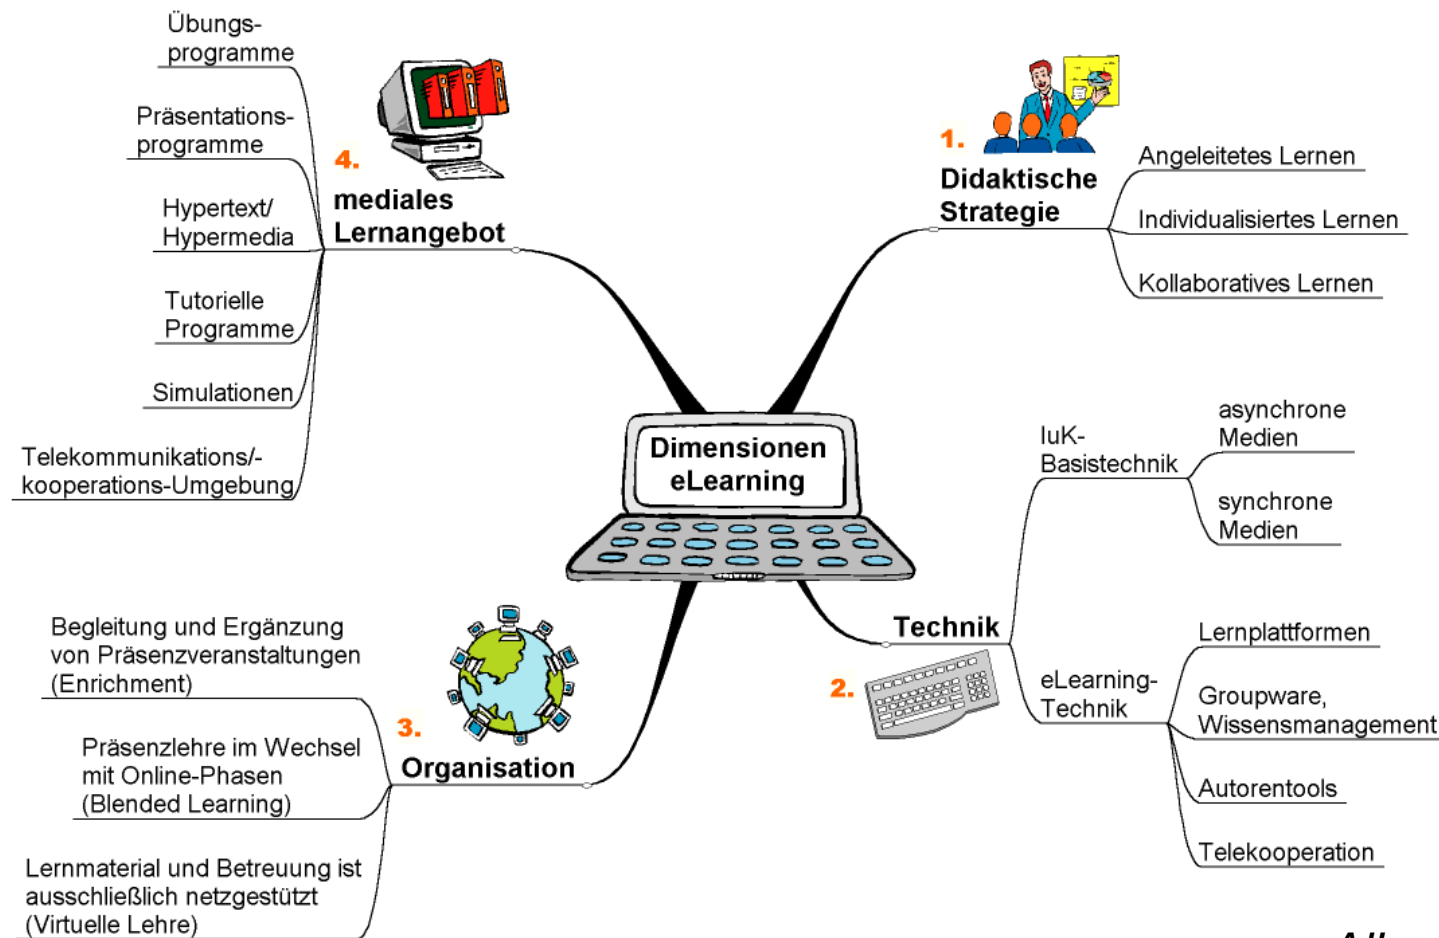 Dimensionen
eLearning
1.
Didaktische
Strategie
Angeleitetes Lernen
Individualisiertes Lernen
Kollaboratives Lernen
2.
Technik
IuK-
Basistechnik
asynchrone
Medien
synchrone
Medien
eLearning-
Technik
Lernplattformen
Groupware,
Wissensmanagement
Autorentools
Telekooperation
3.
Organisation
Begleitung und Ergänzung
von Präsenzveranstaltungen
(Enrichment)
Präsenzlehre im Wechsel
mit Online-Phasen
(Blended Learning)
Lernmaterial und Betreuung ist
ausschließlich netzgestützt
(Virtuelle Lehre)
4.
mediales
Lernangebot
Übungs-
programme
Präsentations-
programme
Hypertext/
Hypermedia
Tutorielle
Programme
Simulationen
Telekommunikations/-
kooperations-Umgebung